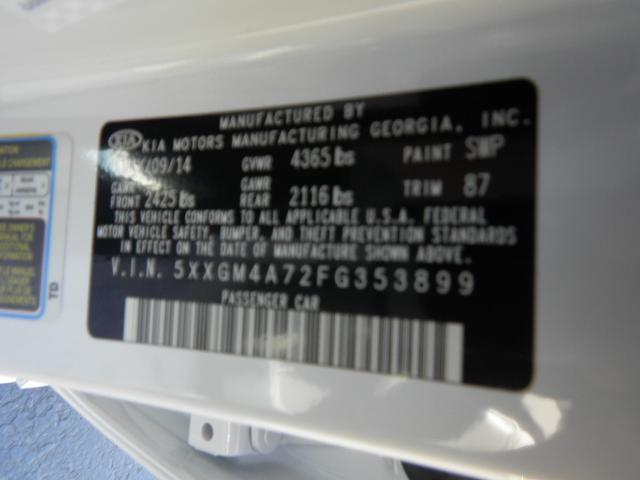 MANUFACTURED BY
KIA KIA MOTORS MANUFACTURING GEORGIA, INC.
/09/14 GVWR 4365 lbs PAINT SWP
GAWR FRONT 2425 lbs GAWR REAR 2116 lbs TRIM 87
THIS VEHICLE CONFORMS TO ALL APPLICABLE U.S.A. FEDERAL
MOTOR VEHICLE SAFETY, BUMPER, AND THEFT PREVENTION STANDARDS
IN EFFECT ON THE DATE OF MANUFACTURE SHOWN ABOVE.
V.I.N. 5XXGM4A72FG353899
PASSENGER CAR
TD